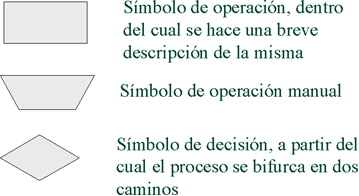 Símbolo de operación, dentro
del cual se hace una breve
descripción de la misma
Símbolo de operación manual
Símbolo de decisión, a partir del
cual el proceso se bifurca en dos
caminos